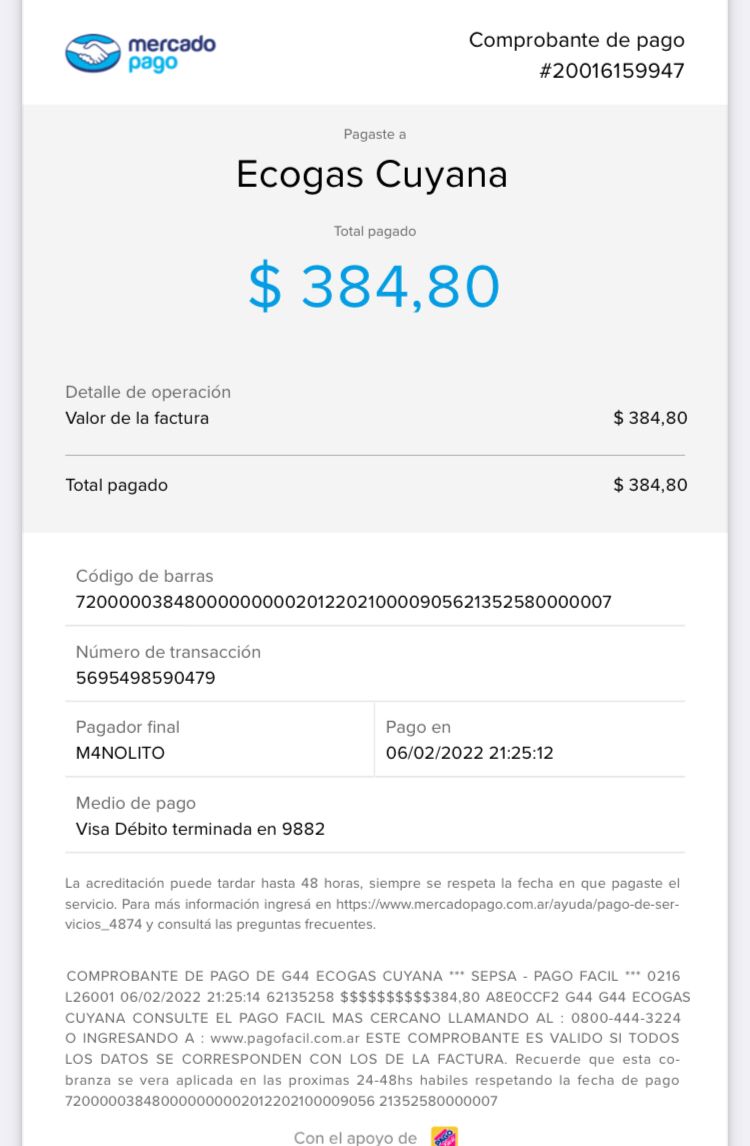 mercado
pago
Comprobante de pago
#20016159947
Pagaste a
Ecogas Cuyana
Total pagado
$ 384,80
Detalle de operación
Valor de la factura $ 384,80
Total pagado $ 384,80
Código de barras
720000038480000000002012202100009056213525800000​07
Número de transacción
5695498590479
Pagador final
M4NOLITO
Pago en
06/02/2022 21:25:12
Medio de pago
Visa Débito terminada en 9882
La acreditación puede tardar hasta 48 horas, siempre se respeta la fecha en que pagaste el
servicio. Para más información ingresá en https://www.mercadopago.com.ar/ayuda/pago-de-ser-
vicios_4874 y consultá las preguntas frecuentes.
COMPROBANTE DE PAGO DE G44 ECOGAS CUYANA *** SEPSA - PAGO FACIL *** 0216
L26001 06/02/2022 21:25:14 62135258 $$$$$$$$$$384,80 A8E0CCF2 G44 G44 ECOGAS
CUYANA CONSULTE EL PAGO FACIL MAS CERCANO LLAMANDO AL : 0800-444-3224
O INGRESANDO A : www.pagofacil.com.ar ESTE COMPROBANTE ES VALIDO SI TODOS
LOS DATOS SE CORRESPONDEN CON LOS DE LA FACTURA. Recuerde que esta co-
branza se vera aplicada en las proximas 24-48hs habiles respetando la fecha de pago
720000038480000000002012202100009056 21352580000007
Con el apoyo de